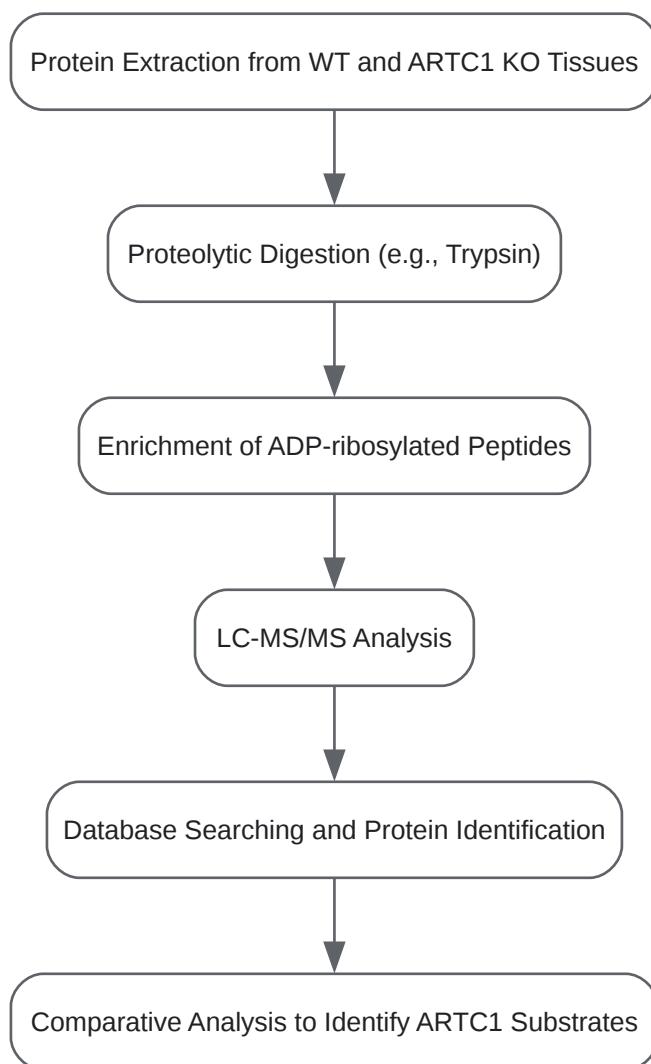 Protein Extraction from WT and ARTC1 KO Tissues
Proteolytic Digestion (e.g., Trypsin)
Enrichment of ADP-ribosylated Peptides
LC-MS/MS Analysis
Database Searching and Protein Identification
Comparative Analysis to Identify ARTC1 Substrates